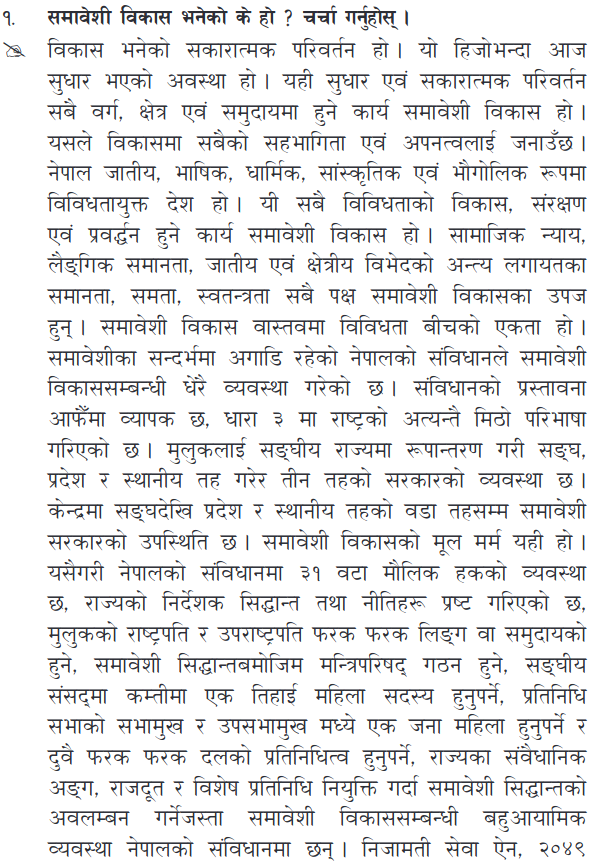 १. समावेशी विकास भनेको के हो ? चर्चा गर्नुहोस् ।
विकास भनेको सकारात्मक परिवर्तन हो। यो हिजोभन्दा आज
सुधार भएको अवस्था हो। यही सुधार एवं सकारात्मक परिवर्तन
सबै वर्ग, क्षेत्र एवं समुदायमा हुने कार्य समावेशी विकास हो।
यसले विकासमा सबैको सहभागिता एवं अपनत्वलाई जनाउँछ।
नेपाल जातीय, भाषिक, धार्मिक, सांस्कृतिक एवं भौगोलिक रूपमा
विविधतायुक्त देश हो। यी सबै विविधताको विकास, संरक्षण
एवं प्रवर्द्धन हुने कार्य समावेशी विकास हो। सामाजिक न्याय,
लैङ्गिक समानता, जातीय एवं क्षेत्रीय विभेदको अन्त्य लगायतका
समानता, समता, स्वतन्त्रता सबै पक्ष समावेशी विकासका उपज
हुन्। समावेशी विकास वास्तवमा विविधता बीचको एकता हो।
समावेशीका सन्दर्भमा अगाडि रहेको नेपालको संविधानले समावेशी
विकाससम्बन्धी धेरै व्यवस्था गरेको छ। संविधानको प्रस्तावना
आफैँमा व्यापक छ, धारा ३ मा राष्ट्रको अत्यन्तै मिठो परिभाषा
गरिएको छ। मुलुकलाई सङ्घीय राज्यमा रूपान्तरण गरी सङ्घ,
प्रदेश र स्थानीय तह गरेर तीन तहको सरकारको व्यवस्था छ।
केन्द्रमा सङ्घदेखि प्रदेश र स्थानीय तहको वडा तहसम्म समावेशी
सरकारको उपस्थिति छ। समावेशी विकासको मूल मर्म यही हो।
यसैगरी नेपालको संविधानमा ३१ वटा मौलिक हकको व्यवस्था
छ, राज्यको निर्देशक सिद्धान्त तथा नीतिहरू प्रष्ट गरिएको छ,
मुलुकको राष्ट्रपति र उपराष्ट्रपति फरक फरक लिङ्ग वा समुदायको
हुने, समावेशी सिद्धान्तबमोजिम मन्त्रिपरिषद् गठन हुने, सङ्घीय
संसद्मा कम्तीमा एक तिहाई महिला सदस्य हुनुपर्ने, प्रतिनिधि
सभाको सभामुख र उपसभामुख मध्ये एक जना महिला हुनुपर्ने र
दुवै फरक फरक दलको प्रतिनिधित्व हुनुपर्ने, राज्यका संवैधानिक
अङ्ग, राजदूत र विशेष प्रतिनिधि नियुक्ति गर्दा समावेशी सिद्धान्तको
अवलम्बन गर्नेजस्ता समावेशी विकाससम्बन्धी बहुआयामिक
व्यवस्था नेपालको संविधानमा छन्। निजामती सेवा ऐन, २०४९